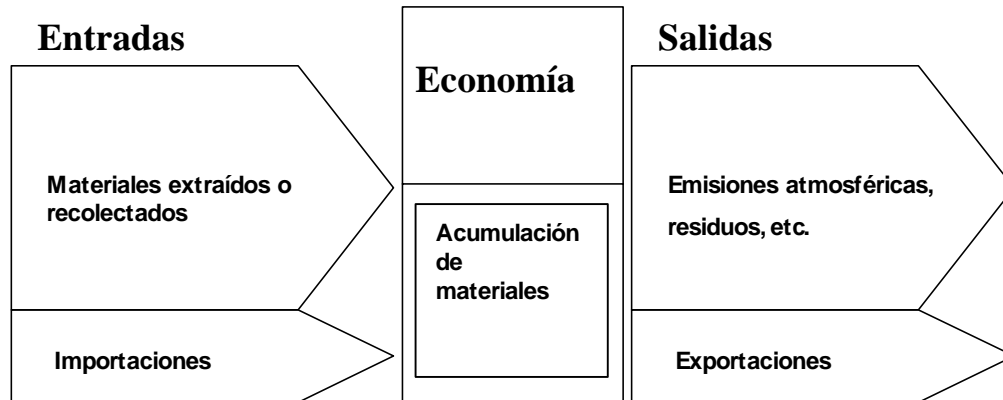 Entradas
Economía
Salidas
Materiales extraídos o
recolectados
Acumulación
de
materiales
Emisiones atmosféricas,
residuos, etc.
Importaciones
Exportaciones